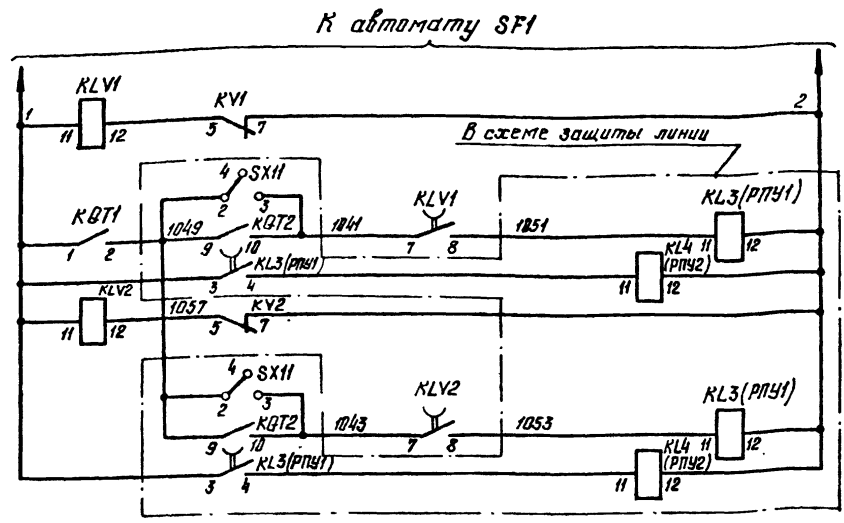 К автомату SF1
1
KLV1
11 12
KV1
5 7
2
В схеме защиты линии
4 SX11
2 3
KQT1
1 2
1049
KQT2
9 10
1041
KLV1
7 8
1051
KL3(РПУ1)
11 12
KL3(РПУ1)
3 4
KL4
(РПУ2)
11 12
KLV2
11 12
1057
KV2
5 7
4 SX11
2 3
KQT2
9 10
1043
KLV2
7 8
1053
KL3(РПУ1)
11 12
KL3(РПУ1)
3 4
KL4
(РПУ2)
11 12